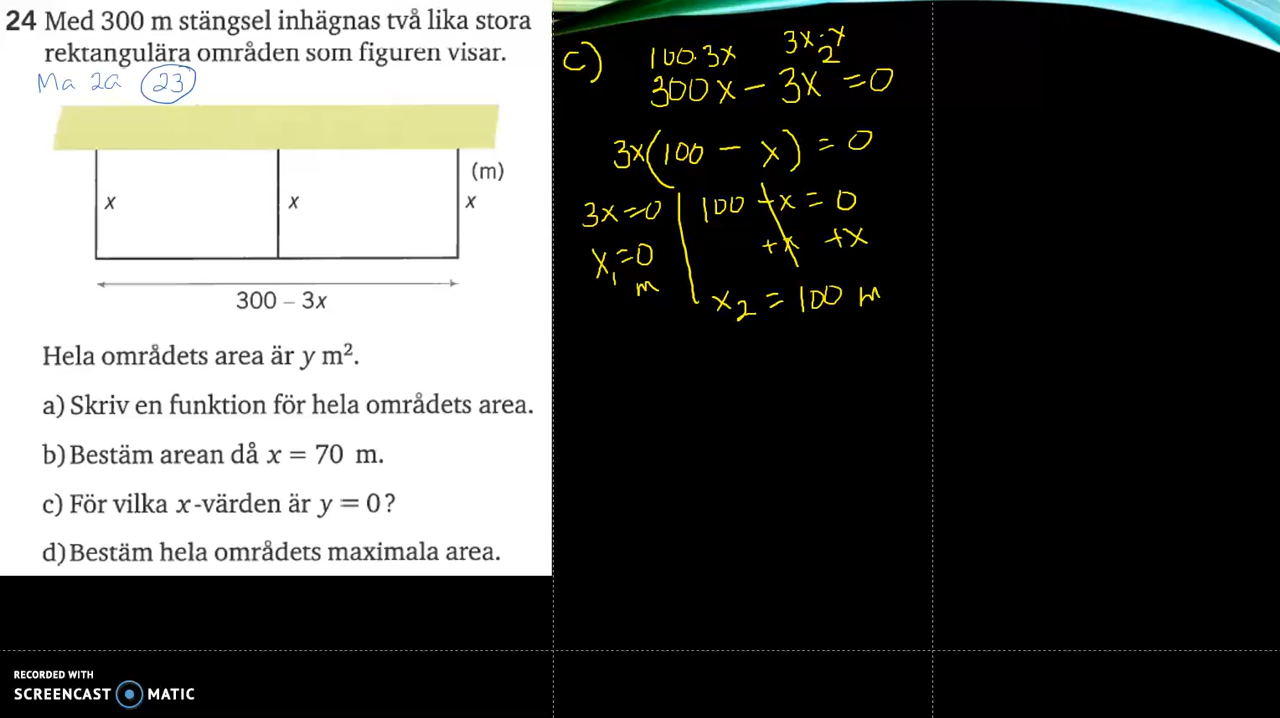 24 Med 300 m stängsel inhägnas två lika stora
rektangulära områden som figuren visar.
Ma 2a 23
(m)
x x x
300 – 3x
Hela områdets area är y m².
a) Skriv en funktion för hela områdets area.
b) Bestäm arean då x = 70 m.
c) För vilka x-värden är y = 0?
d) Bestäm hela områdets maximala area.
c) 100·3x 3x·x
300x – 3x² = 0
3x(100 – x) = 0
3x=0 100 – x = 0
+x +x
x₁=0
m
x₂ = 100 m
RECORDED WITH
SCREENCAST MATIC